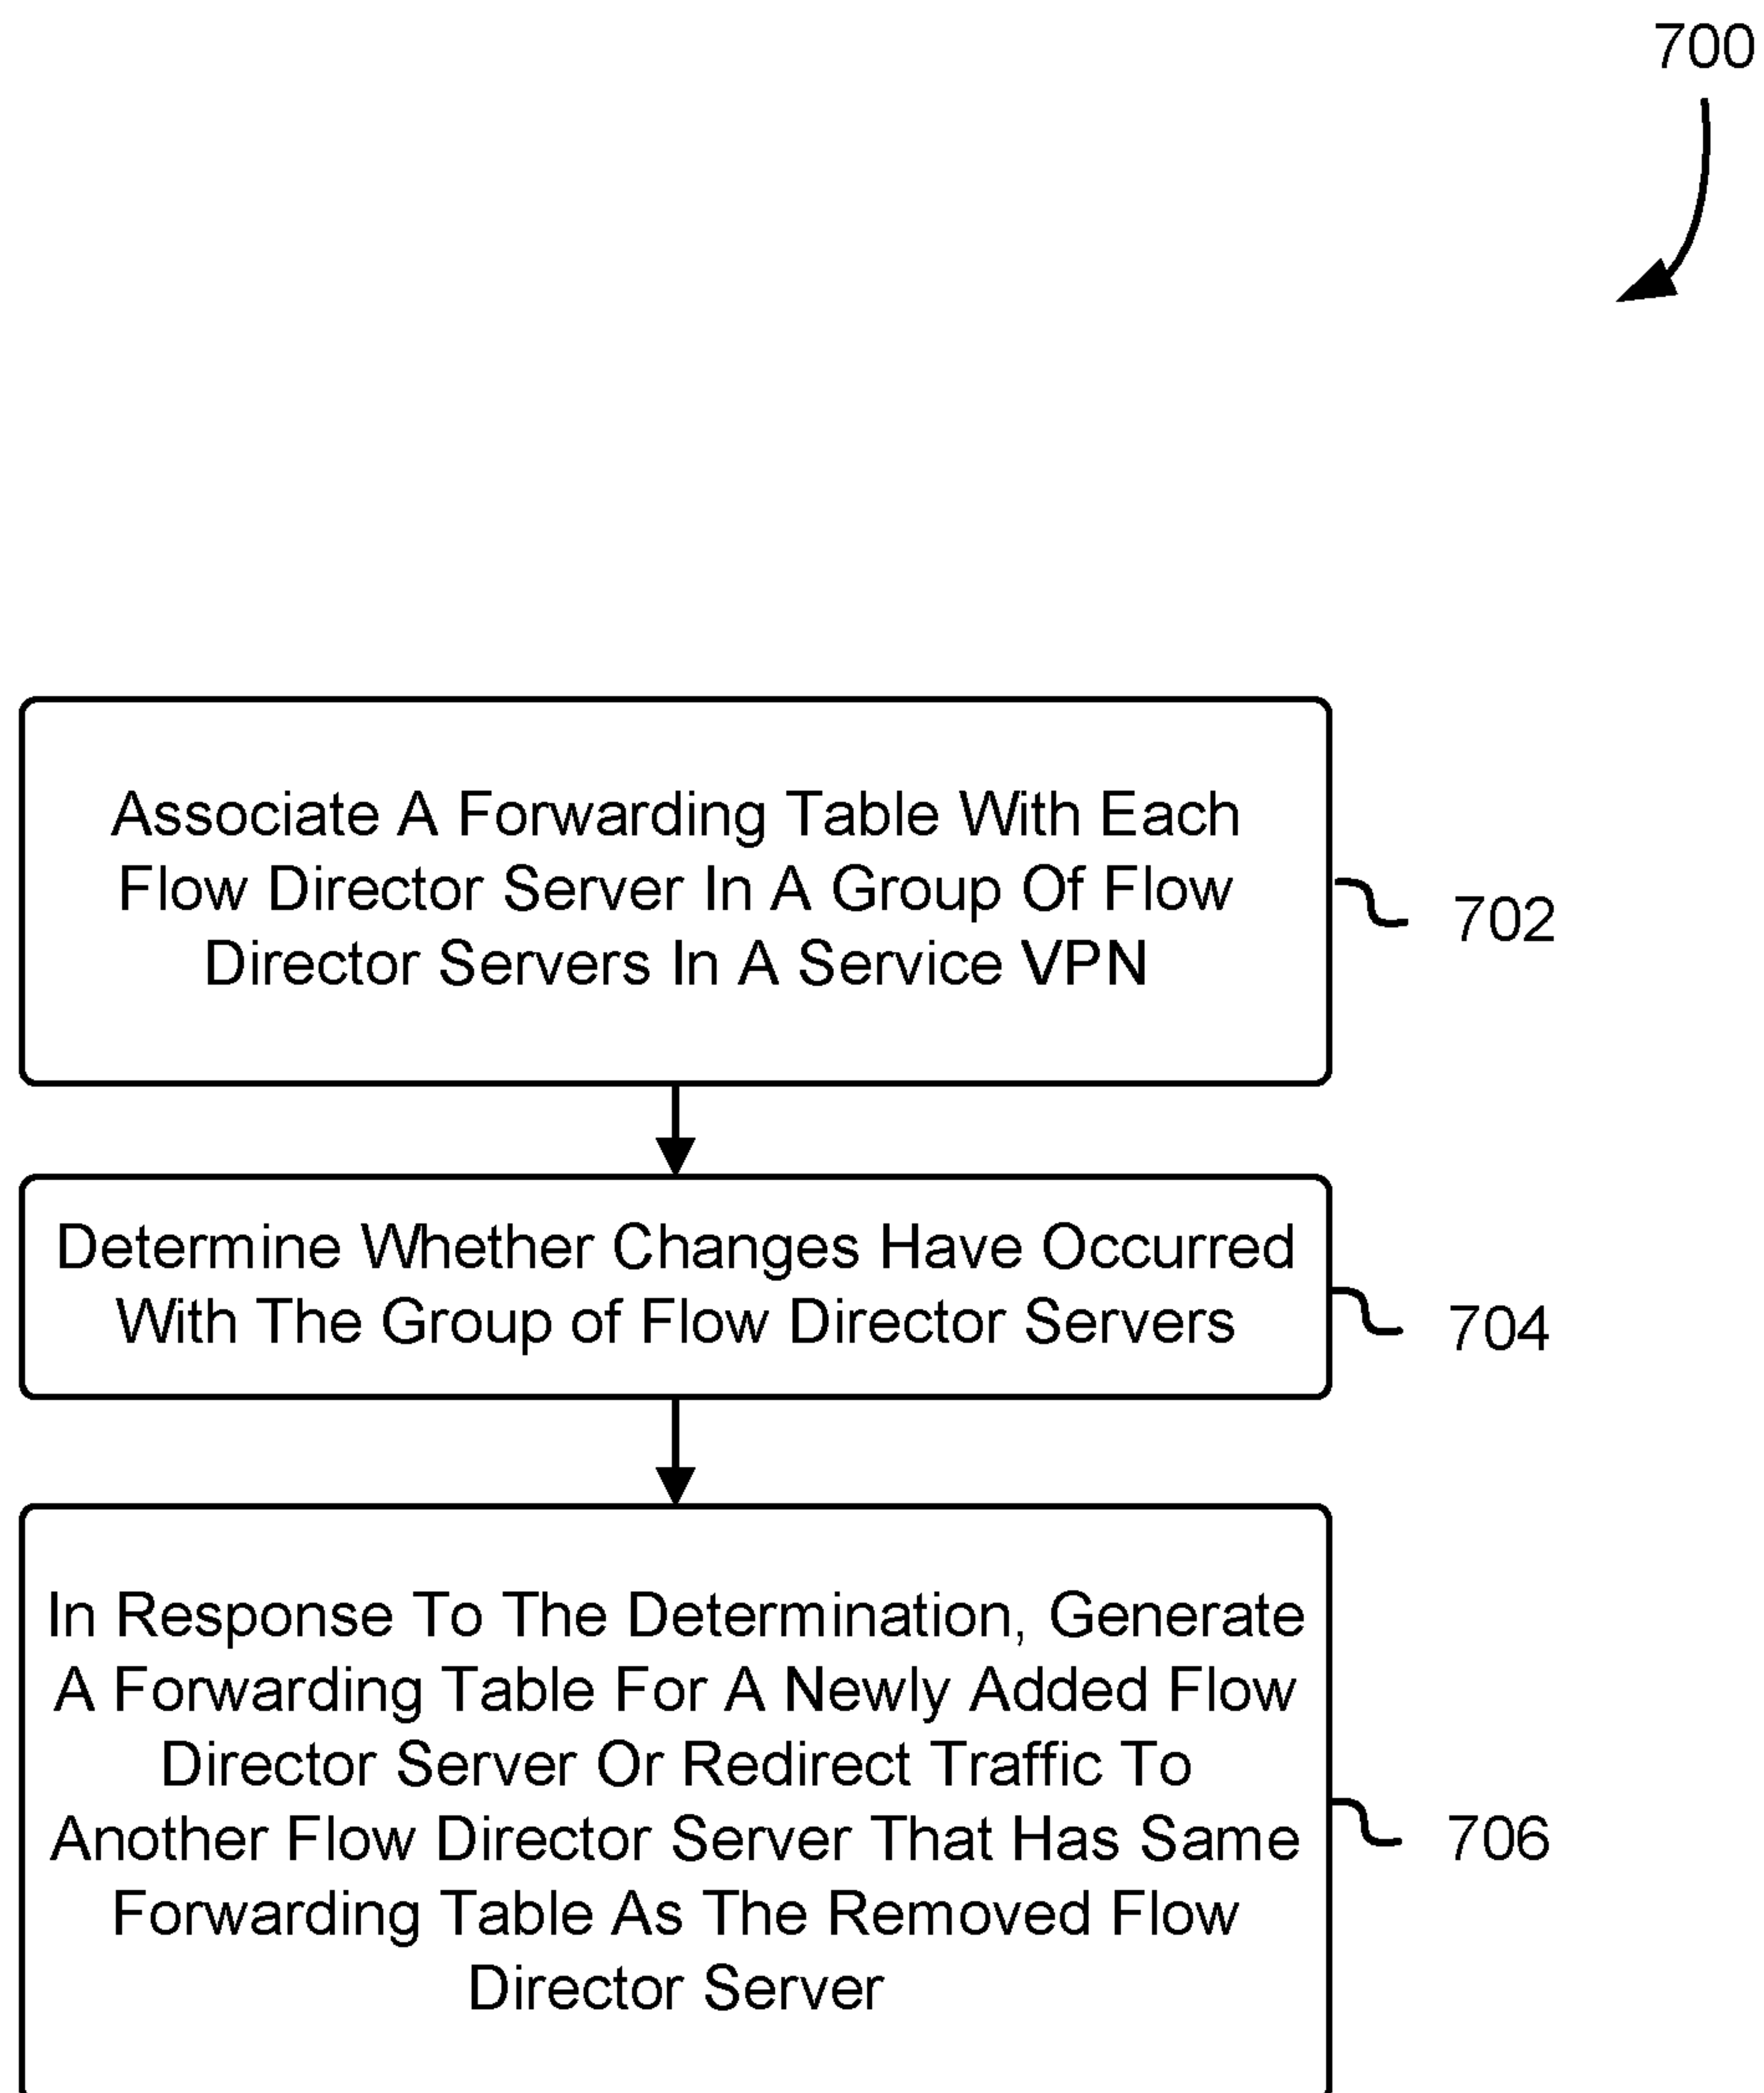 700
Associate A Forwarding Table With Each
Flow Director Server In A Group Of Flow
Director Servers In A Service VPN
702
Determine Whether Changes Have Occurred
With The Group of Flow Director Servers
704
In Response To The Determination, Generate
A Forwarding Table For A Newly Added Flow
Director Server Or Redirect Traffic To
Another Flow Director Server That Has Same
Forwarding Table As The Removed Flow
Director Server
706